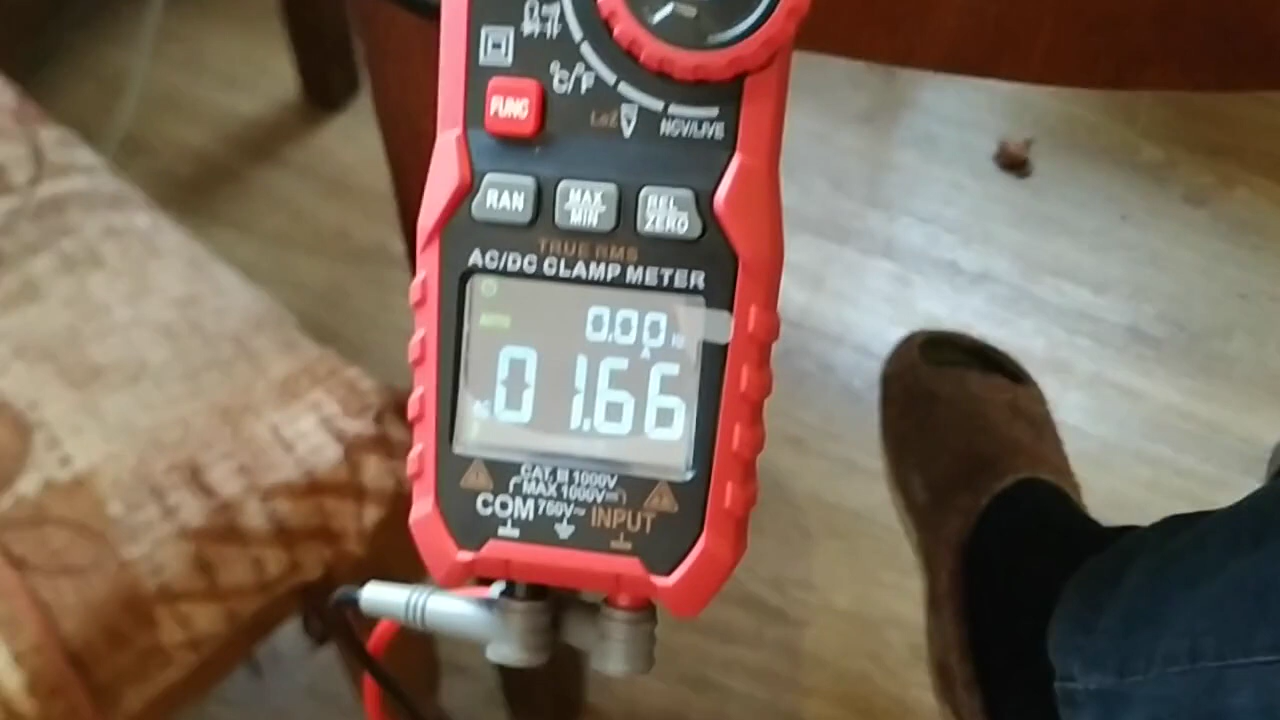 °C/°F
FUNC
LoZ
NCV/LIVE
RAN
MAX
MIN
REL
ZERO
TRUE RMS
AC/DC CLAMP METER
0.00
01.66
CAT. III 1000V
MAX 1000V
COM 750V~ INPUT